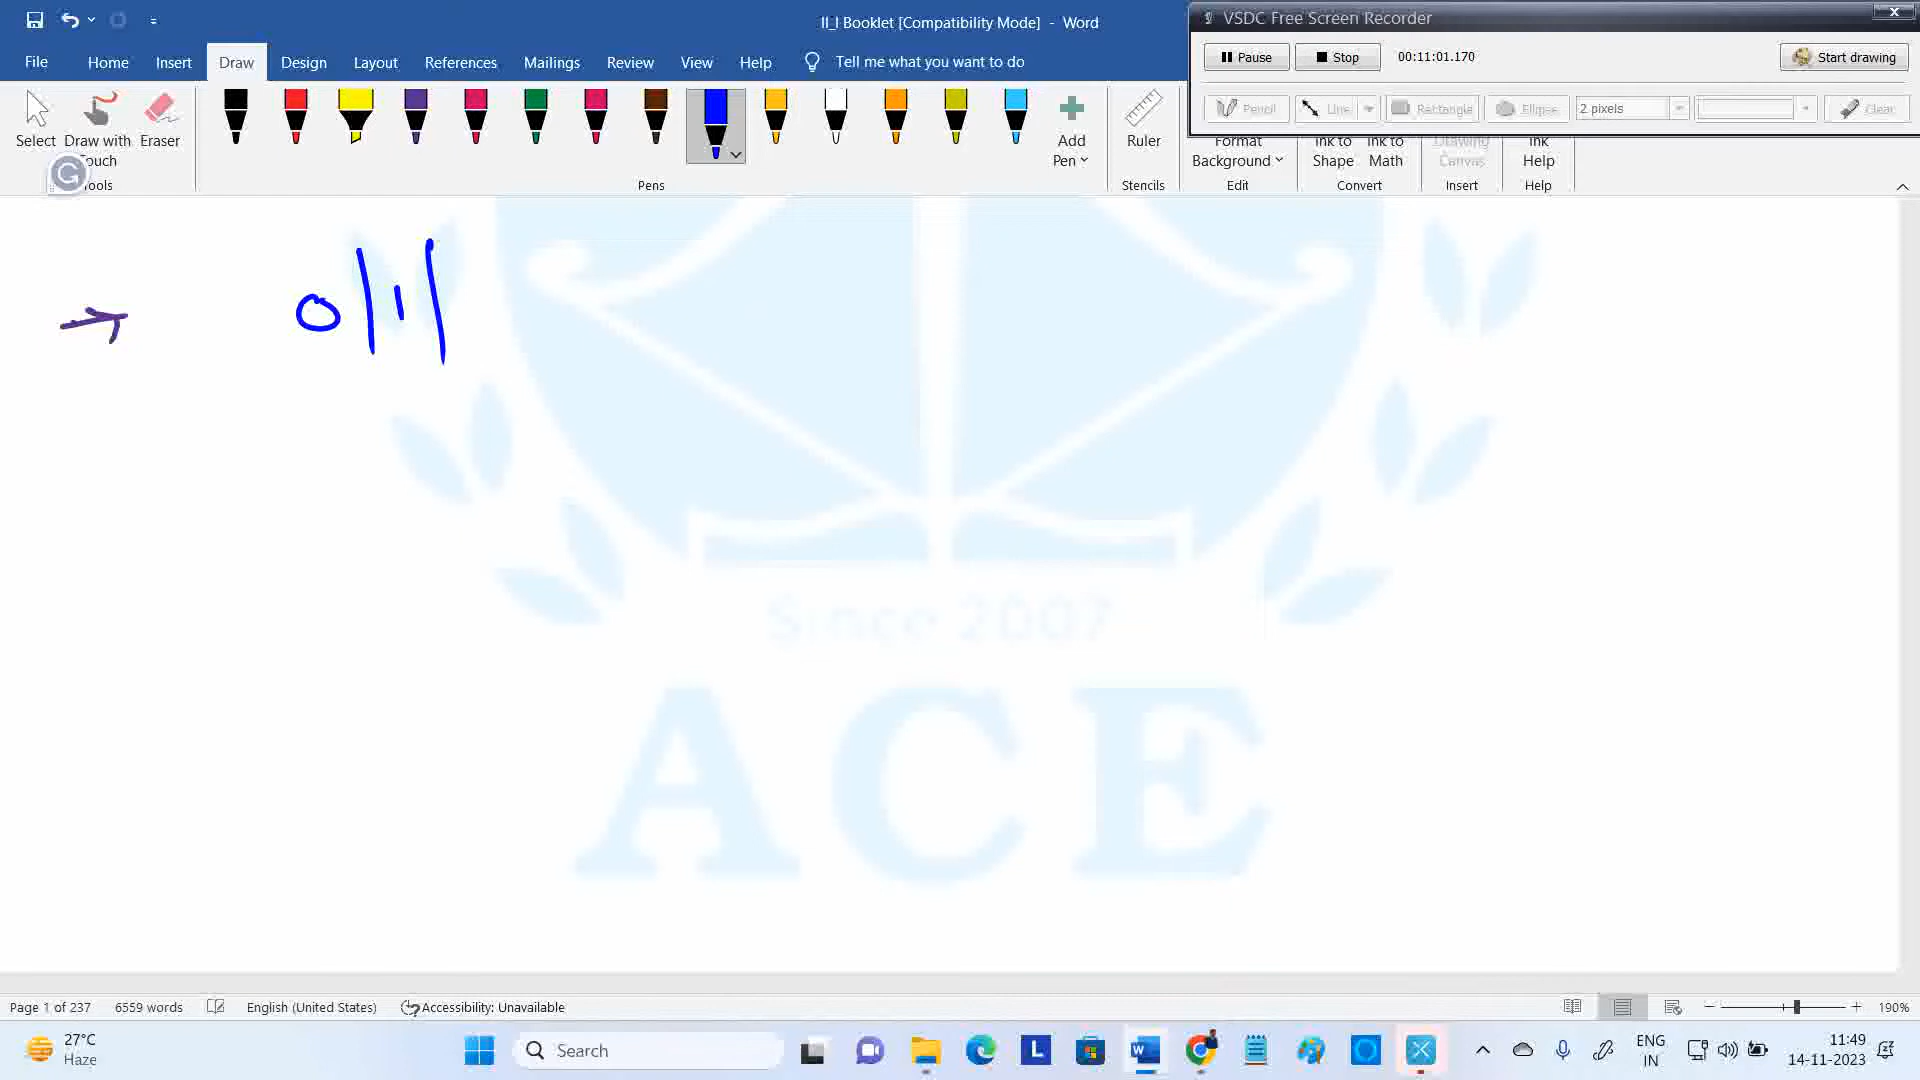 II_I Booklet [Compatibility Mode] - Word
VSDC Free Screen Recorder
File Home Insert Draw Design Layout References Mailings Review View Help Tell me what you want to do
Pause Stop 00:11:01.170 Start drawing
Pencil Line Rectangle Ellipse 2 pixels Clear
Select Draw with Touch Eraser
Add Pen
Ruler
Format Background
Ink to Shape
Ink to Math
Drawing Canvas
Ink Help
Tools Pens Stencils Edit Convert Insert Help
0 | 1 |
Since 2007
ACE
Page 1 of 237 6559 words English (United States) Accessibility: Unavailable 190%
27°C
Haze
Search
ENG
IN
11:49
14-11-2023